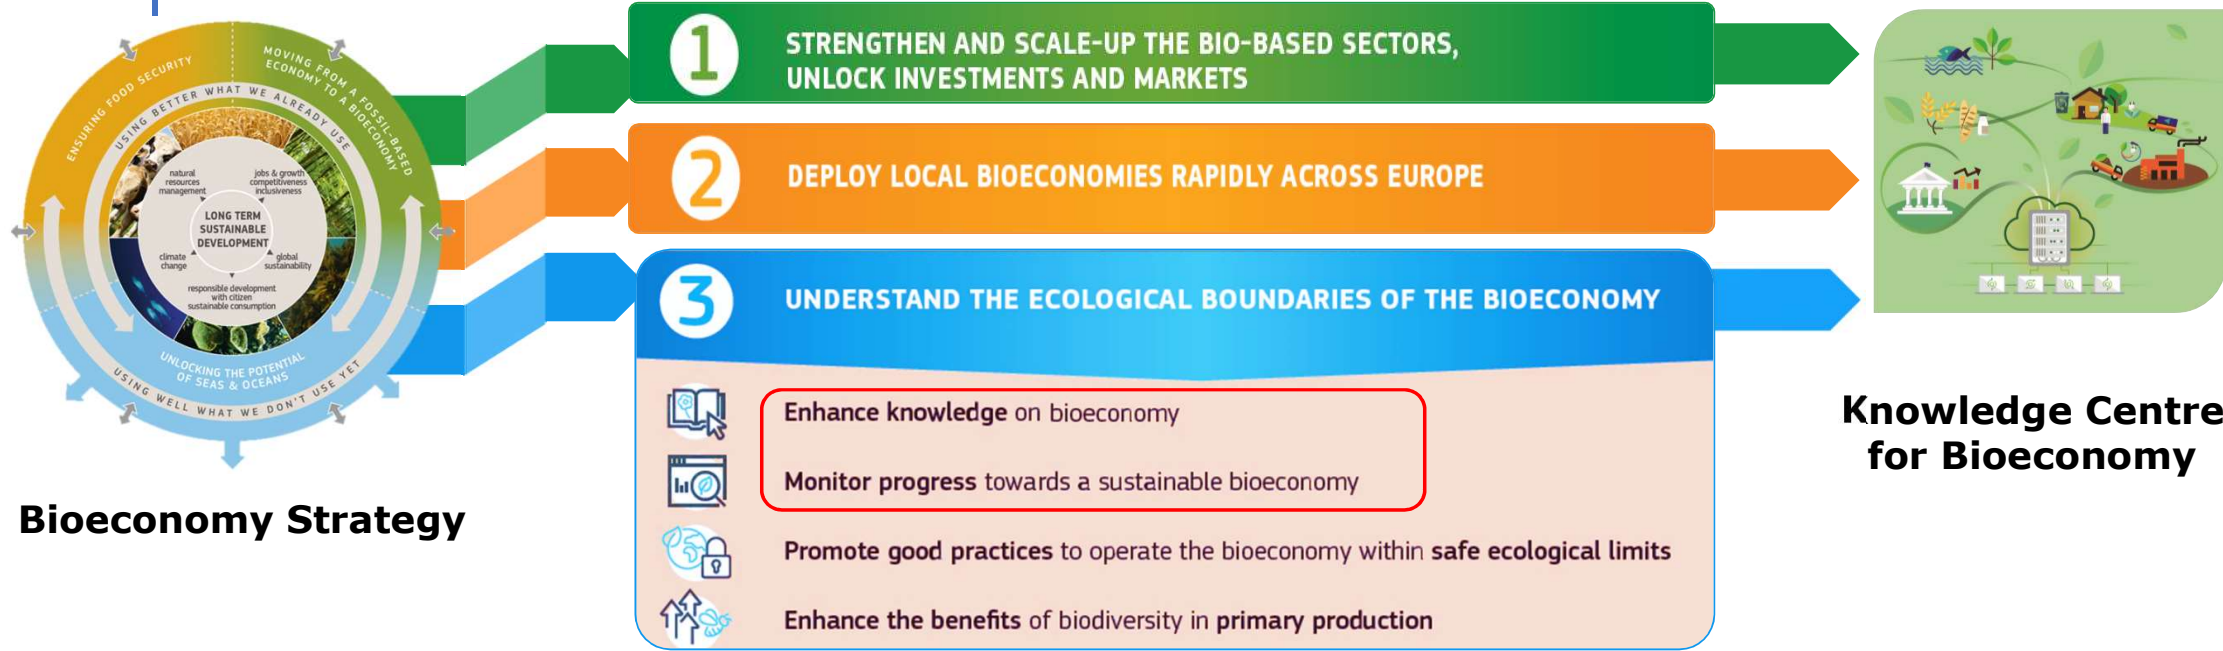 ENSURING FOOD SECURITY
MOVING FROM A FOSSIL-BASED
ECONOMY TO A BIOECONOMY
USING BETTER WHAT WE ALREADY USE
natural
resources
management
jobs & growth
competitiveness
inclusiveness
LONG TERM
SUSTAINABLE
DEVELOPMENT
climate
change
global
sustainability
responsible development
with citizen
sustainable consumption
UNLOCKING THE POTENTIAL
OF SEAS & OCEANS
USING WELL WHAT WE DON'T USE YET
Bioeconomy Strategy
1
STRENGTHEN AND SCALE-UP THE BIO-BASED SECTORS,
UNLOCK INVESTMENTS AND MARKETS
2
DEPLOY LOCAL BIOECONOMIES RAPIDLY ACROSS EUROPE
3
UNDERSTAND THE ECOLOGICAL BOUNDARIES OF THE BIOECONOMY
Enhance knowledge on bioeconomy
Monitor progress towards a sustainable bioeconomy
Promote good practices to operate the bioeconomy within safe ecological limits
Enhance the benefits of biodiversity in primary production
Knowledge Centre
for Bioeconomy